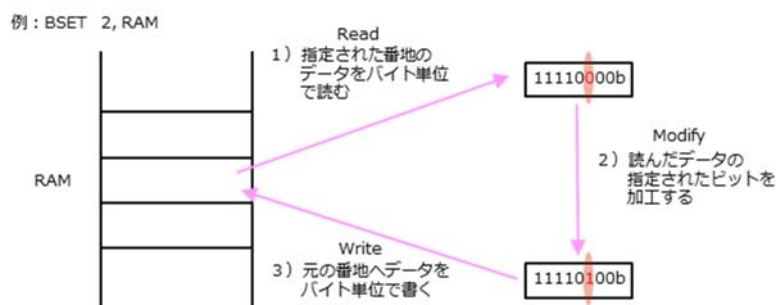 例：BSET 2, RAM
Read
1）指定された番地の
データをバイト単位
で読む
11110000b
Modify
2）読んだデータの
指定されたビットを
加工する
RAM
Write
3）元の番地へデータを
バイト単位で書く
11110100b